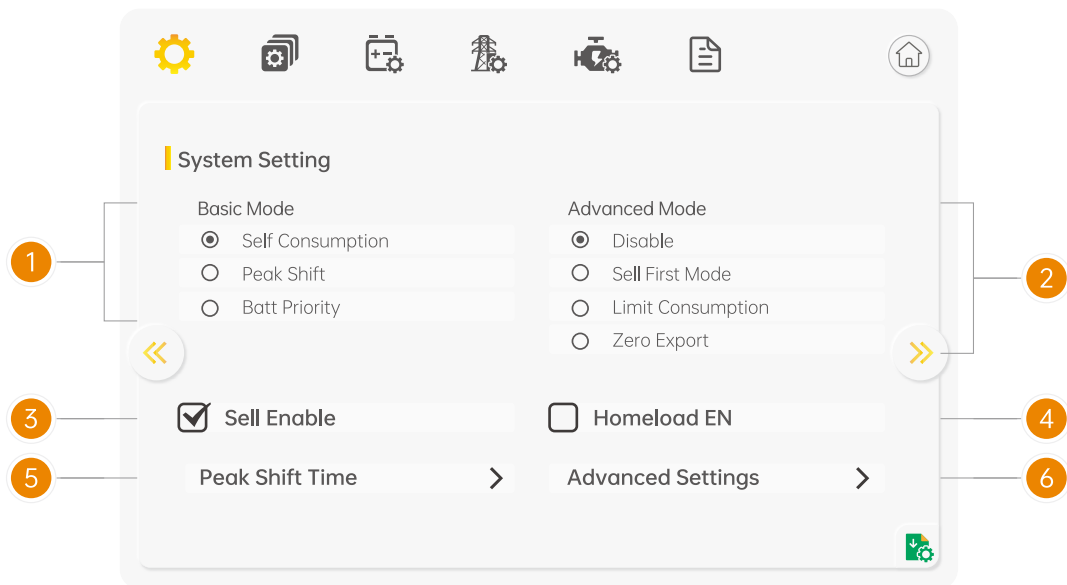 System Setting
Basic Mode
Self Consumption
Peak Shift
Batt Priority
Advanced Mode
Disable
Sell First Mode
Limit Consumption
Zero Export
1
2
3
Sell Enable
Homeload EN
4
5
Peak Shift Time
Advanced Settings
6